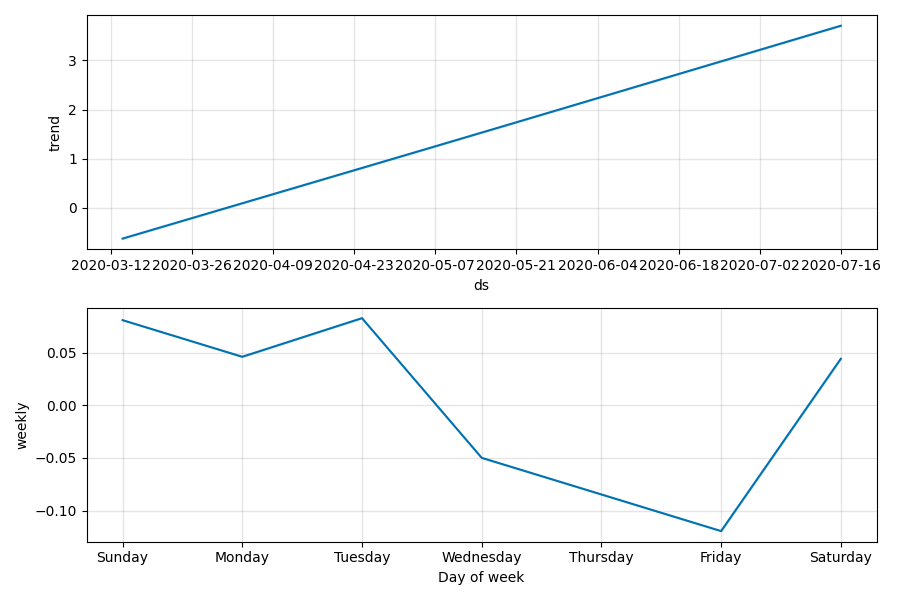 3
2
1
0
trend
2020-03-12 2020-03-26 2020-04-09 2020-04-23 2020-05-07 2020-05-21 2020-06-04 2020-06-18 2020-07-02 2020-07-16
ds
0.05
0.00
−0.05
−0.10
weekly
Sunday Monday Tuesday Wednesday Thursday Friday Saturday
Day of week